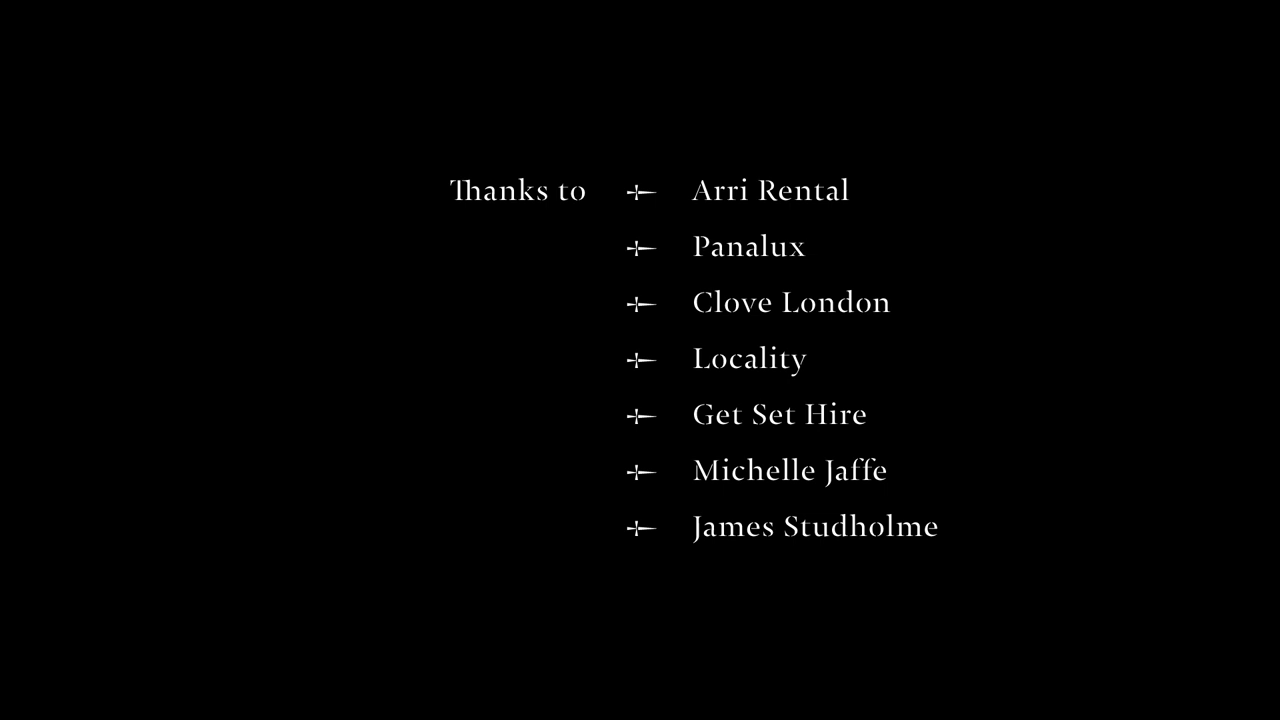 Thanks to Arri Rental
Panalux
Clove London
Locality
Get Set Hire
Michelle Jaffe
James Studholme